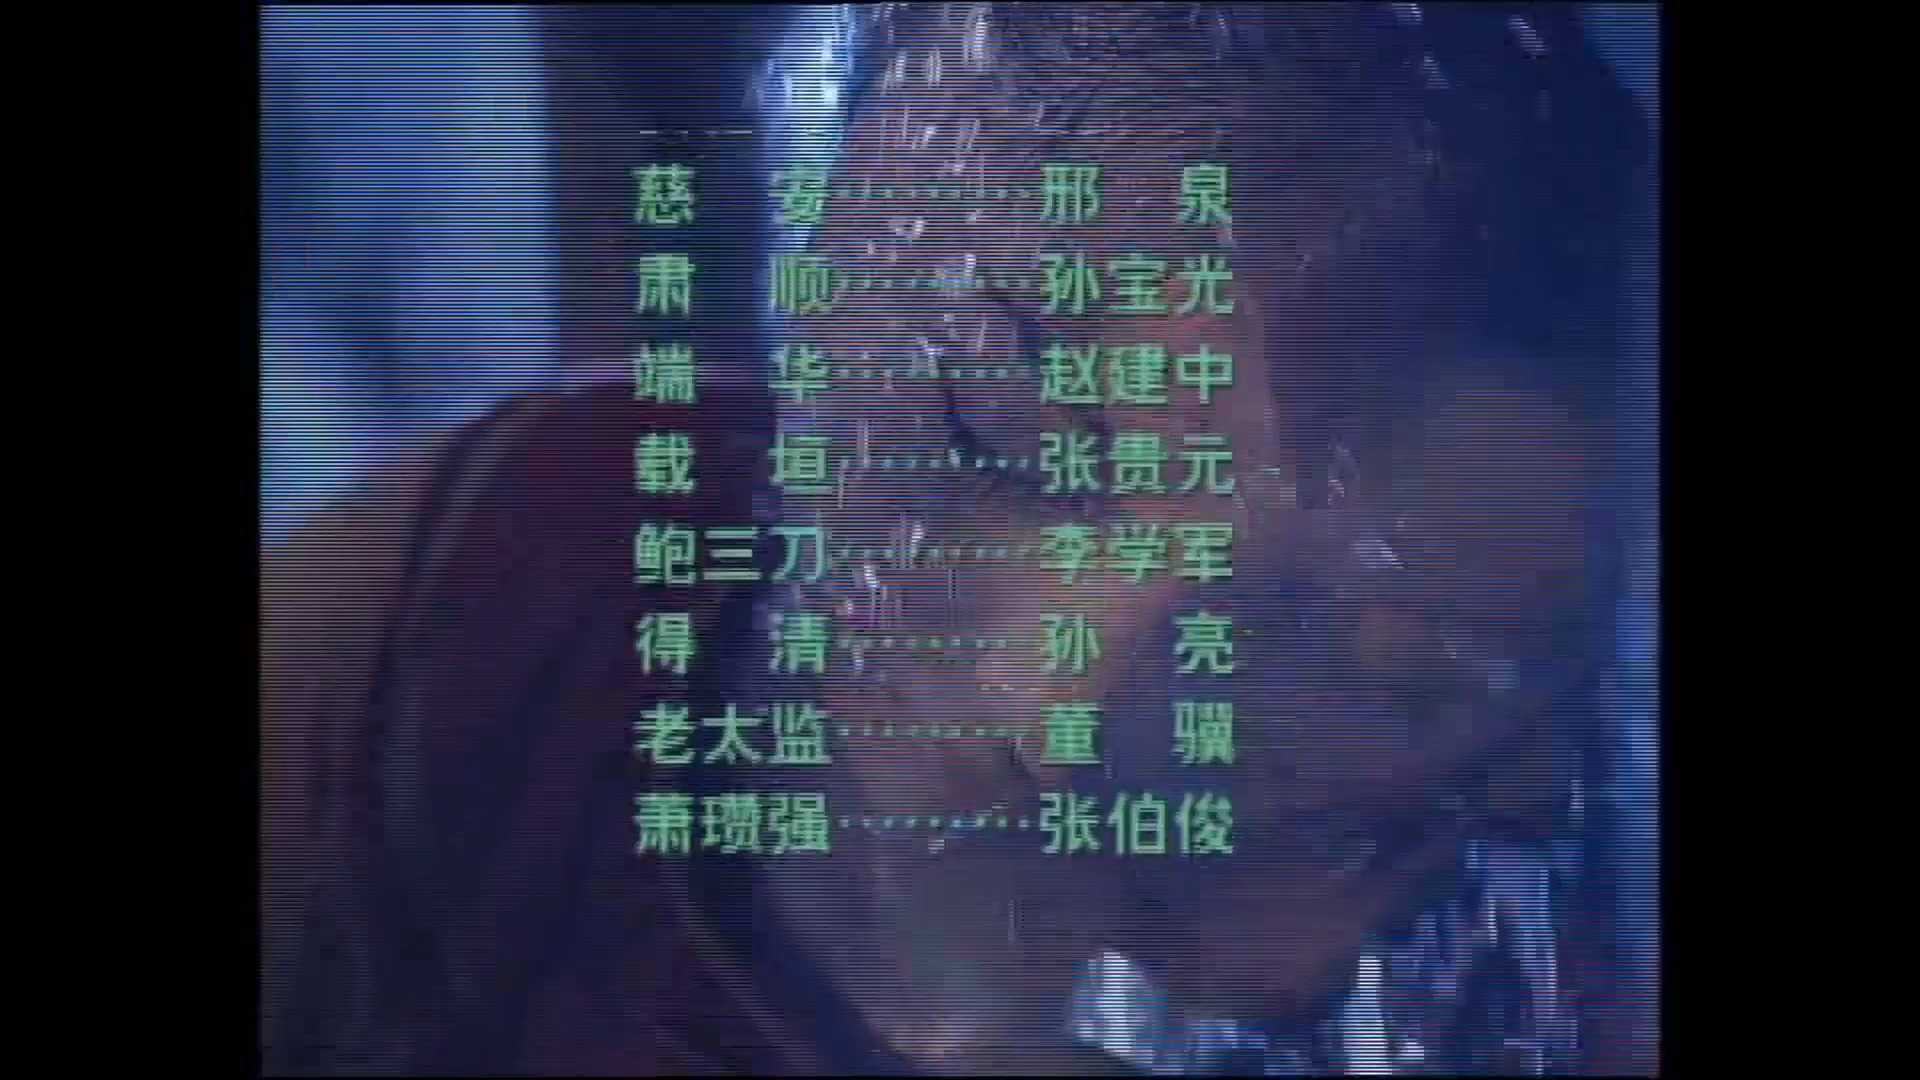 慈 安………邢 泉
肃 顺………孙宝光
端 华………赵建中
载 垣………张贵元
鲍三刀………李学军
得 清………孙 亮
老太监………董 骥
萧瓒强………张伯俊